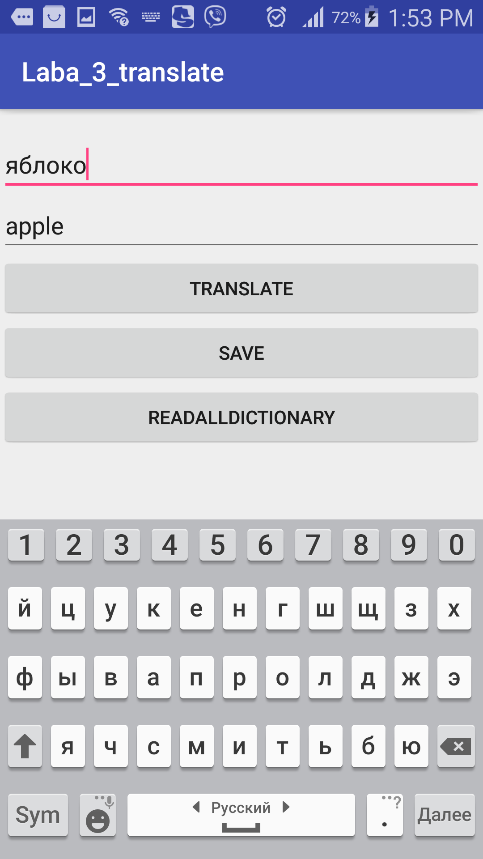 72% 1:53 PM
Laba_3_translate
яблоко
apple
TRANSLATE
SAVE
READALLDICTIONARY
1 2 3 4 5 6 7 8 9 0
й ц у к е н г ш щ з х
ф ы в а п р о л д ж э
я ч с м и т ь б ю
Sym Русский . ? Далее